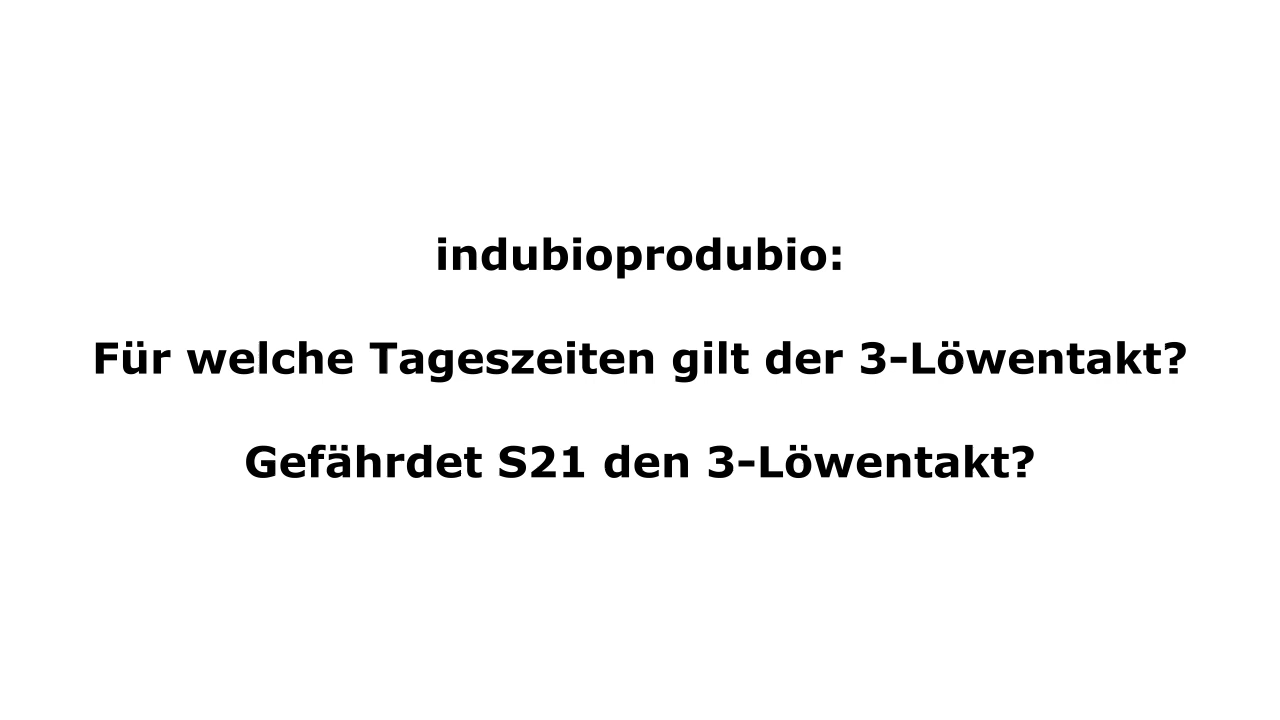 indubioprodubio:
Für welche Tageszeiten gilt der 3-Löwentakt?
Gefährdet S21 den 3-Löwentakt?